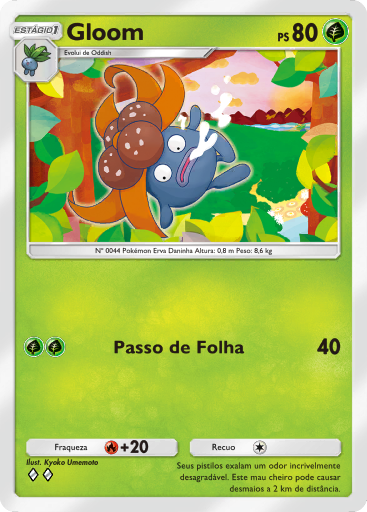 ESTÁGIO 1
Gloom
PS 80
Evolui de Oddish
Nº 0044 Pokémon Erva Daninha Altura: 0,8 m Peso: 8,6 kg
Passo de Folha 40
Fraqueza +20 Recuo
Ilust. Kyoko Umemoto
Seus pistilos exalam um odor incrivelmente
desagradável. Este mau cheiro pode causar
desmaios a 2 km de distância.